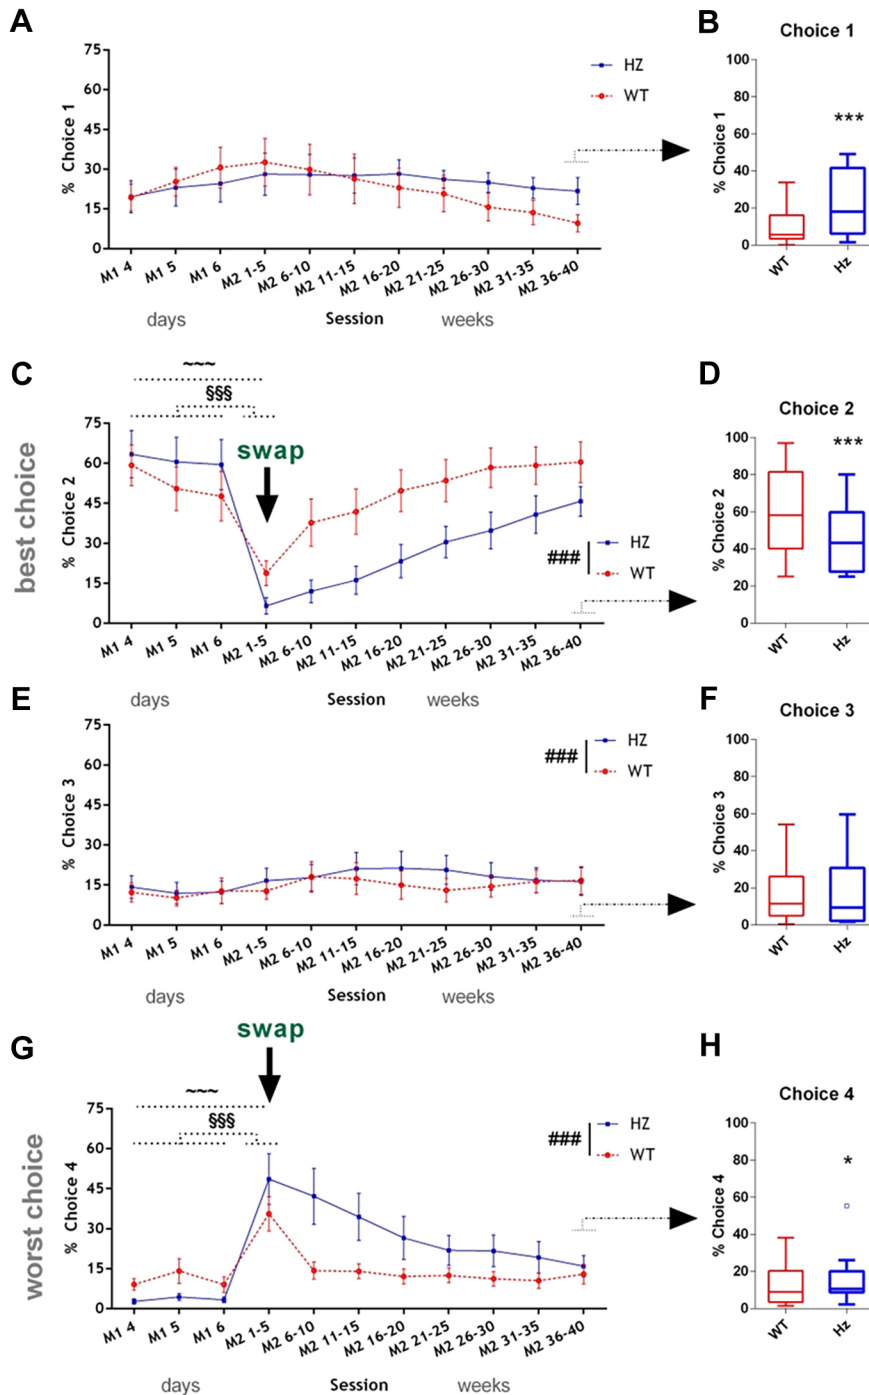 A
75
60
45
30
15
0
% Choice 1
HZ
WT
M1 4
M1 5
M1 6
M2 1-5
M2 6-10
M2 11-15
M2 16-20
M2 21-25
M2 26-30
M2 31-35
M2 36-40
days
Session
weeks
B
Choice 1
100
80
60
40
20
0
% Choice 1
***
WT
Hz
C
~~~
§§§
swap
best choice
75
60
45
30
15
0
% Choice 2
###
HZ
WT
M1 4
M1 5
M1 6
M2 1-5
M2 6-10
M2 11-15
M2 16-20
M2 21-25
M2 26-30
M2 31-35
M2 36-40
days
Session
weeks
D
Choice 2
100
80
60
40
20
0
% Choice 2
***
WT
Hz
E
75
60
45
30
15
0
% Choice 3
###
HZ
WT
M1 4
M1 5
M1 6
M2 1-5
M2 6-10
M2 11-15
M2 16-20
M2 21-25
M2 26-30
M2 31-35
M2 36-40
days
Session
weeks
F
Choice 3
100
80
60
40
20
0
% Choice 3
WT
Hz
swap
G
~~~
§§§
worst choice
75
60
45
30
15
0
% Choice 4
###
HZ
WT
M1 4
M1 5
M1 6
M2 1-5
M2 6-10
M2 11-15
M2 16-20
M2 21-25
M2 26-30
M2 31-35
M2 36-40
days
Session
weeks
H
Choice 4
100
80
60
40
20
0
% Choice 4
*
WT
Hz